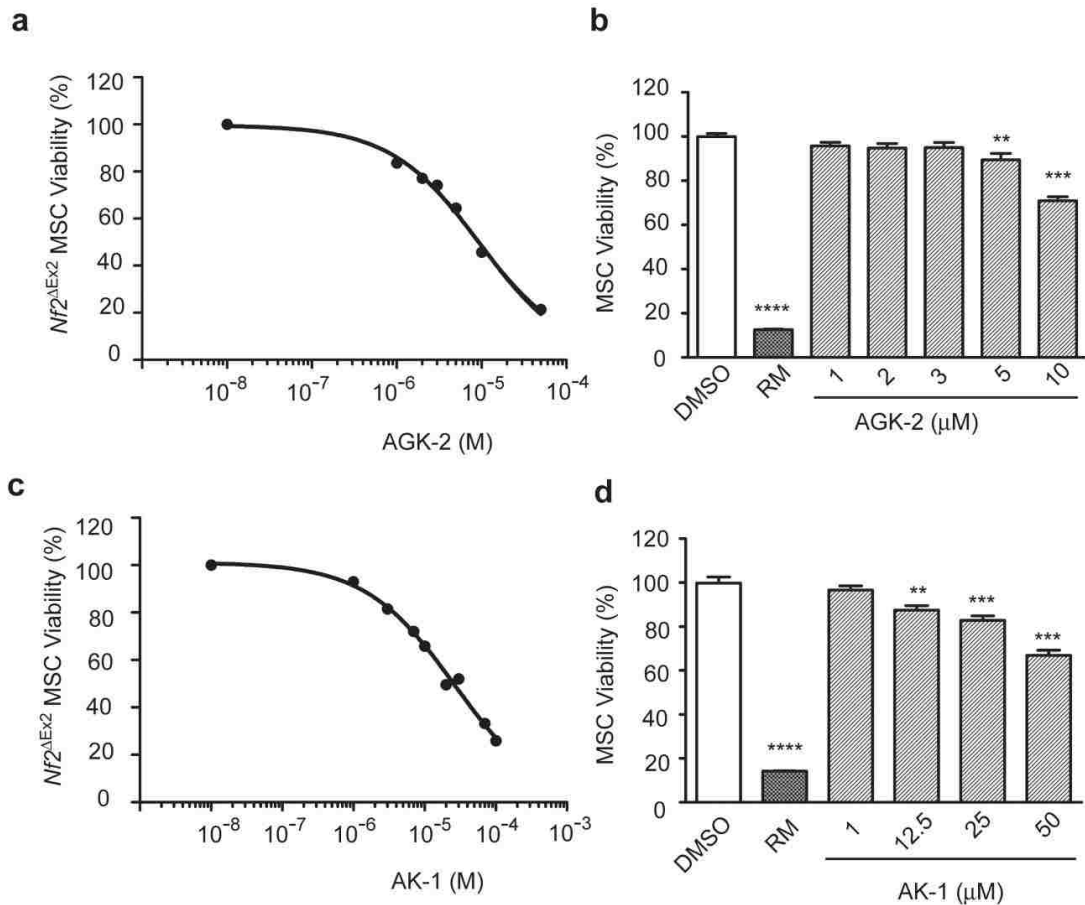 a
120
100
80
60
40
20
0
Nf2ΔEx2 MSC Viability (%)
10⁻⁸ 10⁻⁷ 10⁻⁶ 10⁻⁵ 10⁻⁴
AGK-2 (M)
b
120
100
80
60
40
20
0
MSC Viability (%)
****
**
***
DMSO RM 1 2 3 5 10
AGK-2 (μM)
c
120
100
80
60
40
20
0
Nf2ΔEx2 MSC Viability (%)
10⁻⁸ 10⁻⁷ 10⁻⁶ 10⁻⁵ 10⁻⁴ 10⁻³
AK-1 (M)
d
120
100
80
60
40
20
0
MSC Viability (%)
****
**
***
***
DMSO RM 1 12.5 25 50
AK-1 (μM)